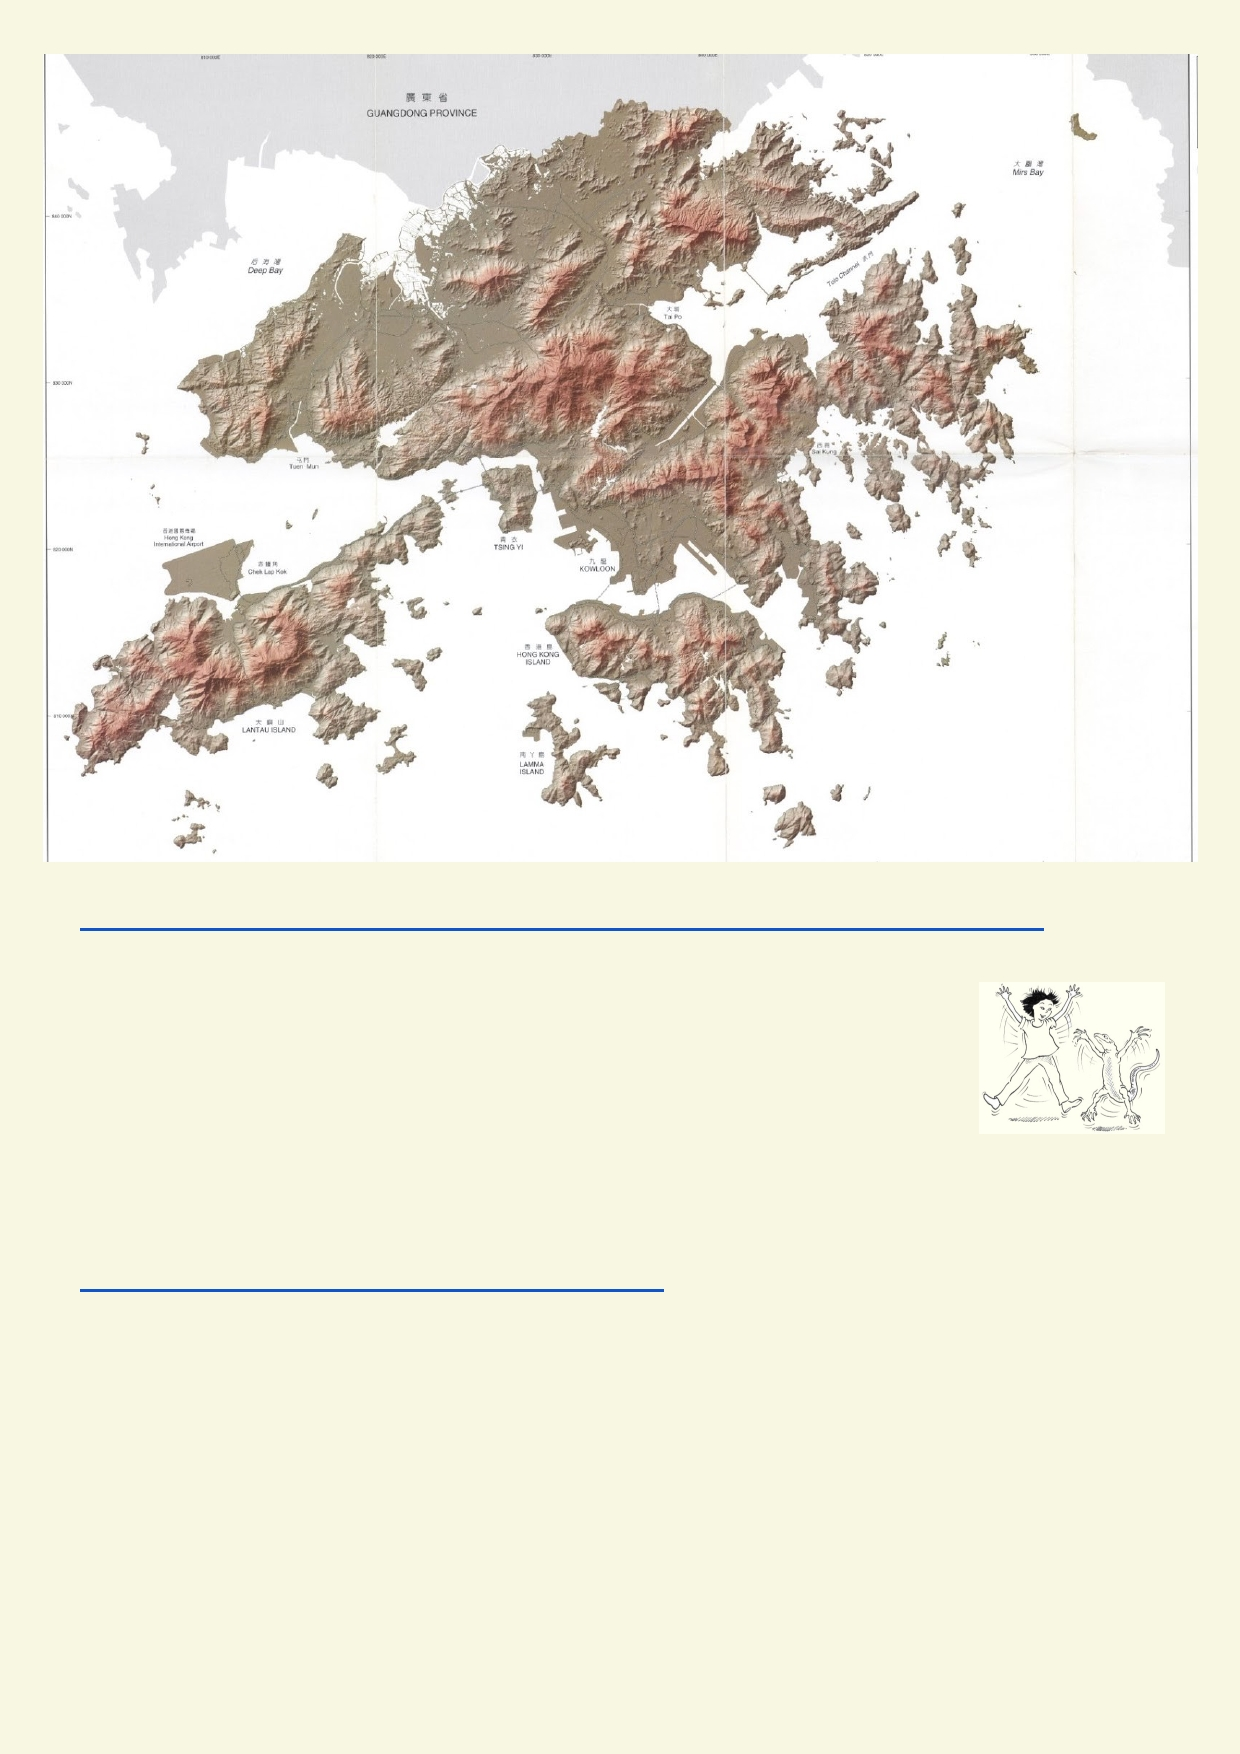 廣東省
GUANGDONG PROVINCE
大鵬灣
Mirs Bay
后海灣
Deep Bay
Tolo Channel
大埔
Tai Po
西貢
Sai Kung
屯門
Tuen Mun
香港國際機場
Hong Kong
International Airport
赤鱲角
Chek Lap Kok
青衣
TSING YI
九龍
KOWLOON
香港島
HONG KONG
ISLAND
大嶼山
LANTAU ISLAND
南丫島
LAMMA
ISLAND